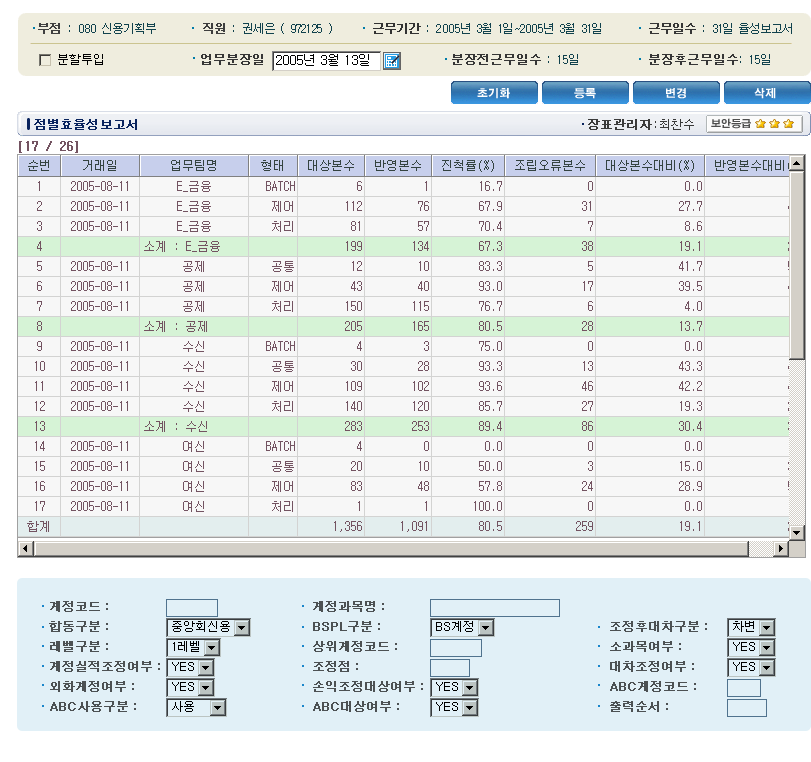 · 부점 : 080 신용기획부 · 직원 : 권세은 ( 972125 ) · 근무기간 : 2005년 3월 1일~2005년 3월 31일 · 근무일수 : 31일 율성보고서
분할투입 · 업무분장일 2005년 3월 13일 · 분장전근무일수 : 15일 · 분장후근무일수: 15일
초기화 등록 변경 삭제
점별효율성보고서 ·장표관리자:최찬수 보안등급
[17 / 26]
순번 거래일 업무팀명 형태 대상본수 반영본수 진척률(%) 조립오류본수 대상본수대비(%) 반영본수대비
1 2005-08-11 E_금융 BATCH 6 1 16.7 0 0.0
2 2005-08-11 E_금융 제어 112 76 67.9 31 27.7
3 2005-08-11 E_금융 처리 81 57 70.4 7 8.6
4 소계 : E_금융 199 134 67.3 38 19.1
5 2005-08-11 공제 공통 12 10 83.3 5 41.7
6 2005-08-11 공제 제어 43 40 93.0 17 39.5
7 2005-08-11 공제 처리 150 115 76.7 6 4.0
8 소계 : 공제 205 165 80.5 28 13.7
9 2005-08-11 수신 BATCH 4 3 75.0 0 0.0
10 2005-08-11 수신 공통 30 28 93.3 13 43.3
11 2005-08-11 수신 제어 109 102 93.6 46 42.2
12 2005-08-11 수신 처리 140 120 85.7 27 19.3
13 소계 : 수신 283 253 89.4 86 30.4
14 2005-08-11 여신 BATCH 4 0 0.0 0 0.0
15 2005-08-11 여신 공통 20 10 50.0 3 15.0
16 2005-08-11 여신 제어 83 48 57.8 24 28.9
17 2005-08-11 여신 처리 1 1 100.0 0 0.0
합계 1,356 1,091 80.5 259 19.1
· 계정코드 : · 계정과목명 :
· 합동구분 : 중앙회신용 · BSPL구분 : BS계정 · 조정후대차구분 : 차변
· 레벨구분 : 1레벨 · 상위계정코드 : · 소과목여부 : YES
· 계정실적조정여부 : YES · 조정점 : · 대차조정여부 : YES
· 외화계정여부 : YES · 손익조정대상여부 : YES · ABC계정코드 :
· ABC사용구분 : 사용 · ABC대상여부 : YES · 출력순서 :